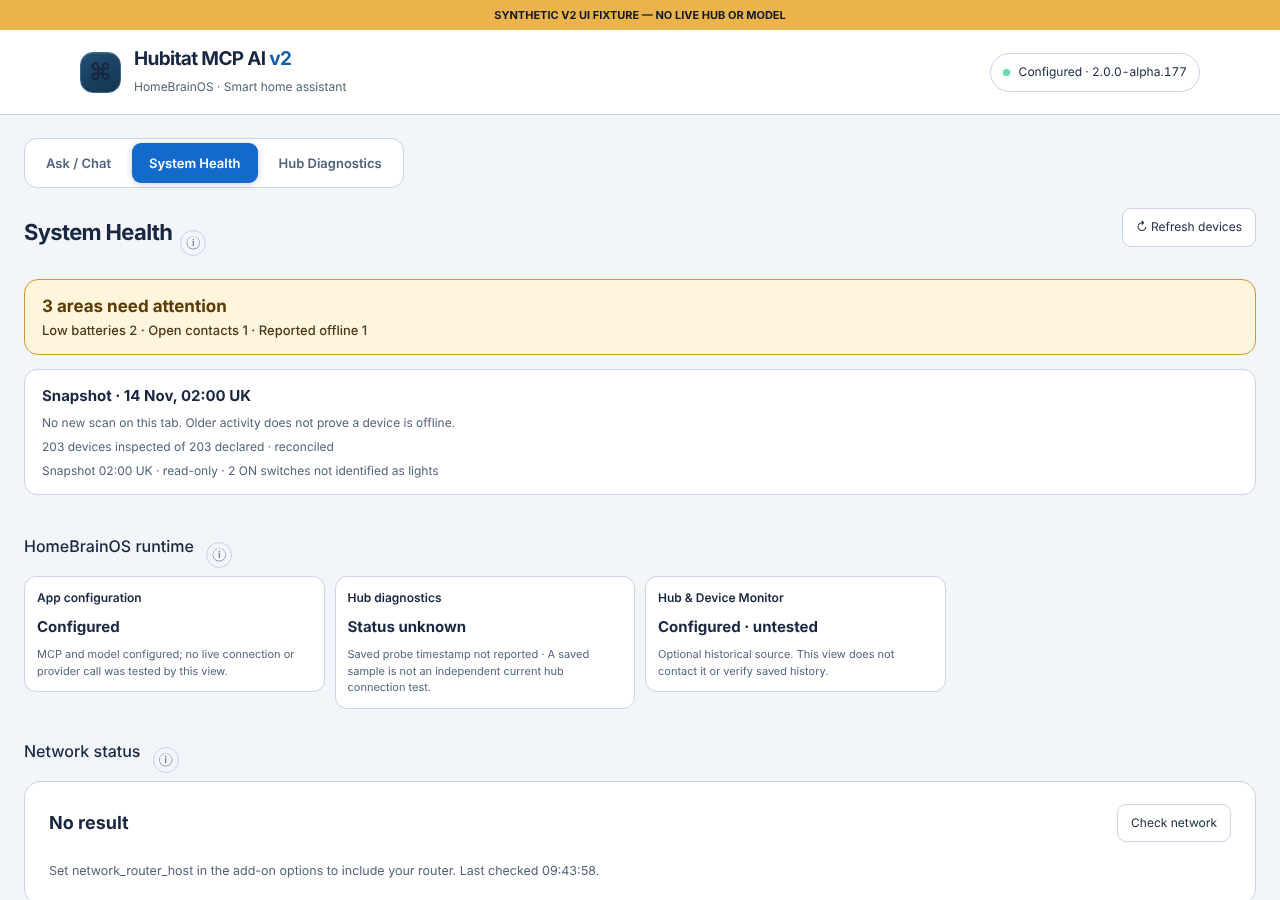 SYNTHETIC V2 UI FIXTURE — NO LIVE HUB OR MODEL
⌘
Hubitat MCP AI v2
HomeBrainOS · Smart home assistant
Configured · 2.0.0-alpha.177
Ask / Chat
System Health
Hub Diagnostics
System Health ⓘ
↻ Refresh devices
3 areas need attention
Low batteries 2 · Open contacts 1 · Reported offline 1
Snapshot · 14 Nov, 02:00 UK
No new scan on this tab. Older activity does not prove a device is offline.
203 devices inspected of 203 declared · reconciled
Snapshot 02:00 UK · read-only · 2 ON switches not identified as lights
HomeBrainOS runtime ⓘ
App configuration
Configured
MCP and model configured; no live connection or
provider call was tested by this view.
Hub diagnostics
Status unknown
Saved probe timestamp not reported · A saved
sample is not an independent current hub
connection test.
Hub & Device Monitor
Configured · untested
Optional historical source. This view does not
contact it or verify saved history.
Network status ⓘ
No result
Check network
Set network_router_host in the add-on options to include your router. Last checked 09:43:58.